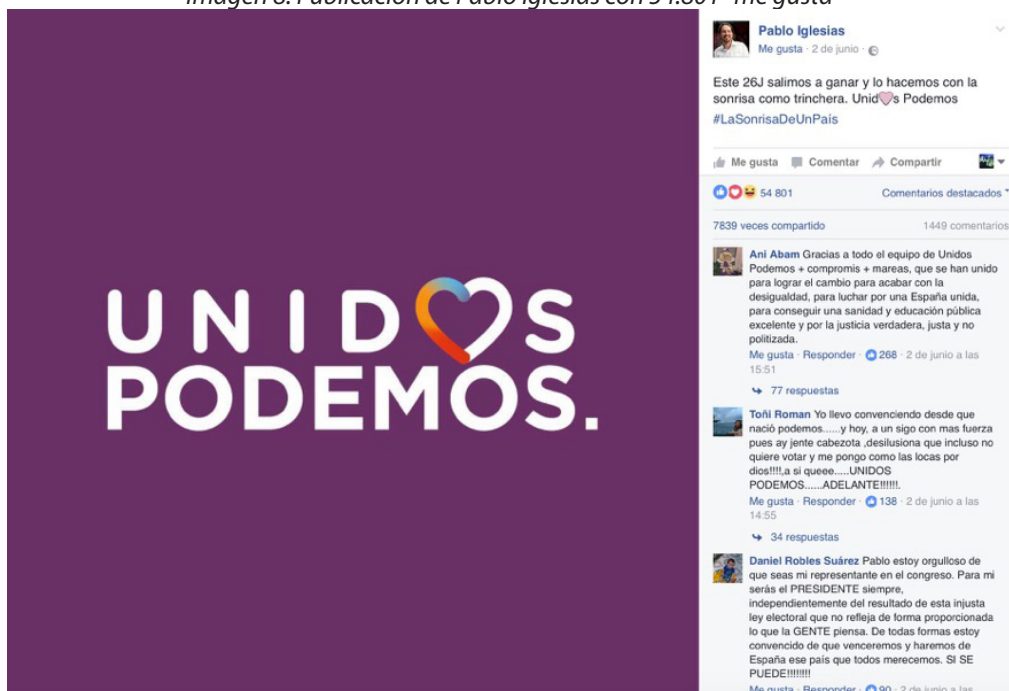 Imagen 8. Publicación de Pablo Iglesias con 54.801 "me gusta"
UNIDOS
PODEMOS.
Pablo Iglesias
Me gusta · 2 de junio ·
Este 26J salimos a ganar y lo hacemos con la
sonrisa como trinchera. Unid🩷s Podemos
#LaSonrisaDeUnPaís
Me gusta Comentar Compartir
54 801 Comentarios destacados
7839 veces compartido 1449 comentarios
Ani Abam Gracias a todo el equipo de Unidos
Podemos + compromis + mareas, que se han unido
para lograr el cambio para acabar con la
desigualdad, para luchar por una España unida,
para conseguir una sanidad y educación pública
excelente y por la justicia verdadera, justa y no
politizada.
Me gusta · Responder · 268 · 2 de junio a las
15:51
77 respuestas
Toñi Roman Yo llevo convenciendo desde que
nació podemos......y hoy, a un sigo con mas fuerza
pues ay jente cabezota ,desilusiona que incluso no
quiere votar y me pongo como las locas por
dios!!!!,a si queee.....UNIDOS
PODEMOS......ADELANTE!!!!!!.
Me gusta · Responder · 138 · 2 de junio a las
14:55
34 respuestas
Daniel Robles Suárez Pablo estoy orgulloso de
que seas mi representante en el congreso. Para mi
serás el PRESIDENTE siempre,
independientemente del resultado de esta injusta
ley electoral que no refleja de forma proporcionada
lo que la GENTE piensa. De todas formas estoy
convencido de que venceremos y haremos de
España ese país que todos merecemos. SI SE
PUEDE!!!!!!!!
Me gusta · Responder · 90 · 2 de junio a las